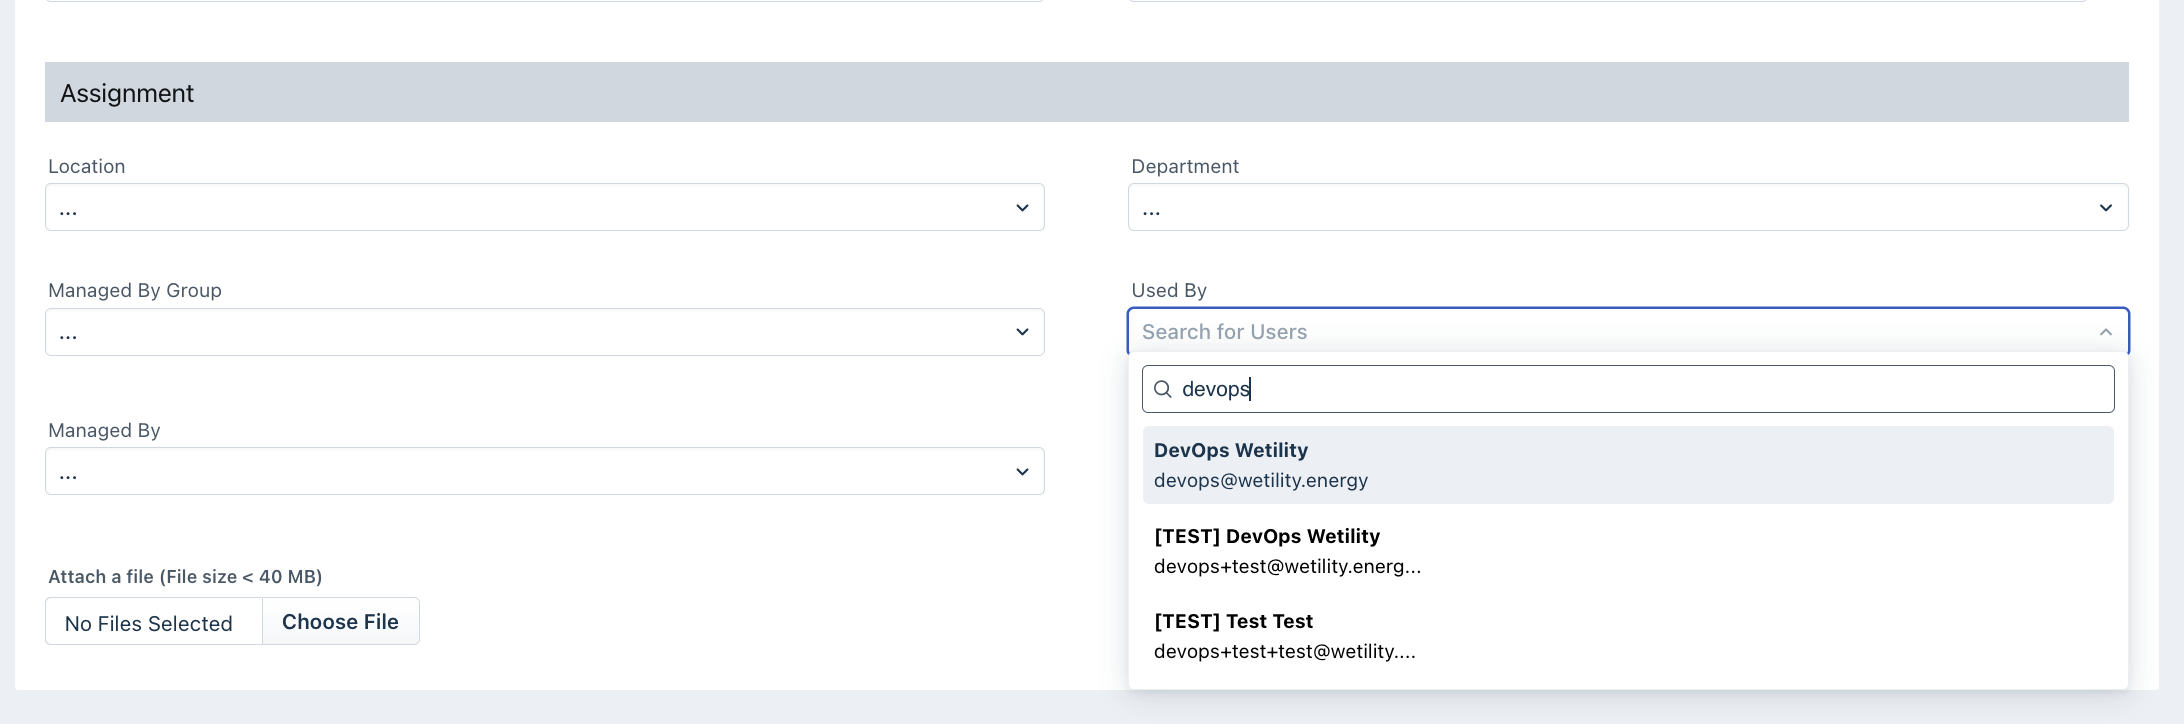 Assignment
Location
...
Department
...
Managed By Group
...
Used By
Search for Users
devops
DevOps Wetility
devops@wetility.energy
[TEST] DevOps Wetility
devops+test@wetility.energ...
[TEST] Test Test
devops+test+test@wetility....
Managed By
...
Attach a file (File size < 40 MB)
No Files Selected
Choose File